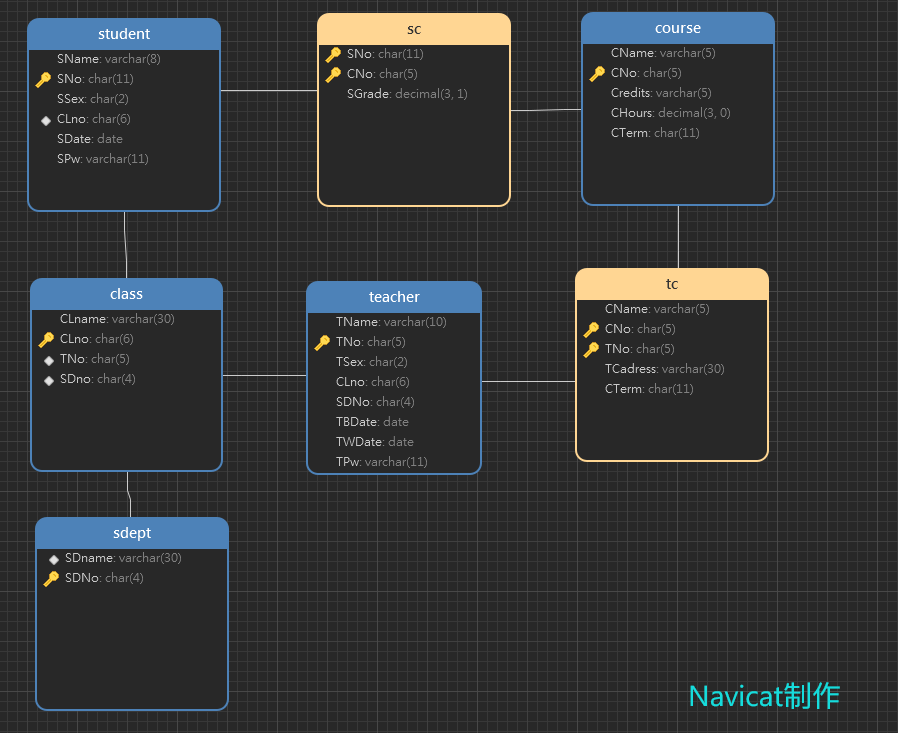 student
SName: varchar(8)
SNo: char(11)
SSex: char(2)
CLno: char(6)
SDate: date
SPw: varchar(11)
sc
SNo: char(11)
CNo: char(5)
SGrade: decimal(3, 1)
course
CName: varchar(5)
CNo: char(5)
Credits: varchar(5)
CHours: decimal(3, 0)
CTerm: char(11)
class
CLname: varchar(30)
CLno: char(6)
TNo: char(5)
SDno: char(4)
teacher
TName: varchar(10)
TNo: char(5)
TSex: char(2)
CLno: char(6)
SDNo: char(4)
TBDate: date
TWDate: date
TPw: varchar(11)
tc
CName: varchar(5)
CNo: char(5)
TNo: char(5)
TCadress: varchar(30)
CTerm: char(11)
sdept
SDname: varchar(30)
SDNo: char(4)
Navicat制作